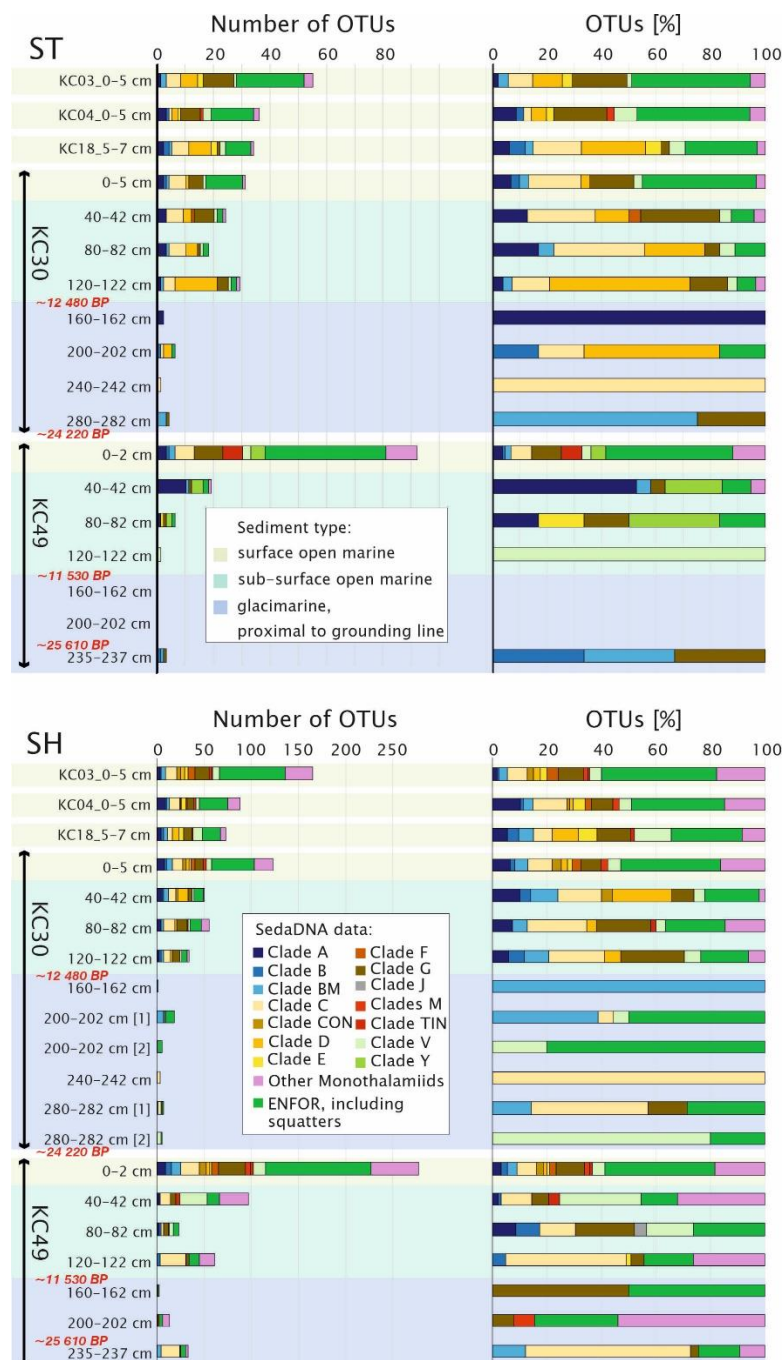 Number of OTUs OTUs [%]
ST
0 20 40 60 80 0 20 40 60 80 100
KC03_0-5 cm
KC04_0-5 cm
KC18_5-7 cm
KC30
0-5 cm
40-42 cm
80-82 cm
120-122 cm
~12 480 BP
160-162 cm
200-202 cm
240-242 cm
280-282 cm
~24 220 BP
KC49
0-2 cm
40-42 cm
80-82 cm
120-122 cm
~11 530 BP
160-162 cm
200-202 cm
~25 610 BP
235-237 cm
Sediment type:
surface open marine
sub-surface open marine
glacimarine,
proximal to grounding line
Number of OTUs OTUs [%]
SH
0 50 100 150 200 250 0 20 40 60 80 100
KC03_0-5 cm
KC04_0-5 cm
KC18_5-7 cm
KC30
0-5 cm
40-42 cm
80-82 cm
120-122 cm
~12 480 BP
160-162 cm
200-202 cm [1]
200-202 cm [2]
240-242 cm
280-282 cm [1]
280-282 cm [2]
~24 220 BP
KC49
0-2 cm
40-42 cm
80-82 cm
120-122 cm
~11 530 BP
160-162 cm
200-202 cm
~25 610 BP
235-237 cm
SedaDNA data:
Clade A Clade F
Clade B Clade G
Clade BM Clade J
Clade C Clades M
Clade CON Clade TIN
Clade D Clade V
Clade E Clade Y
Other Monothalamiids
ENFOR, including
squatters